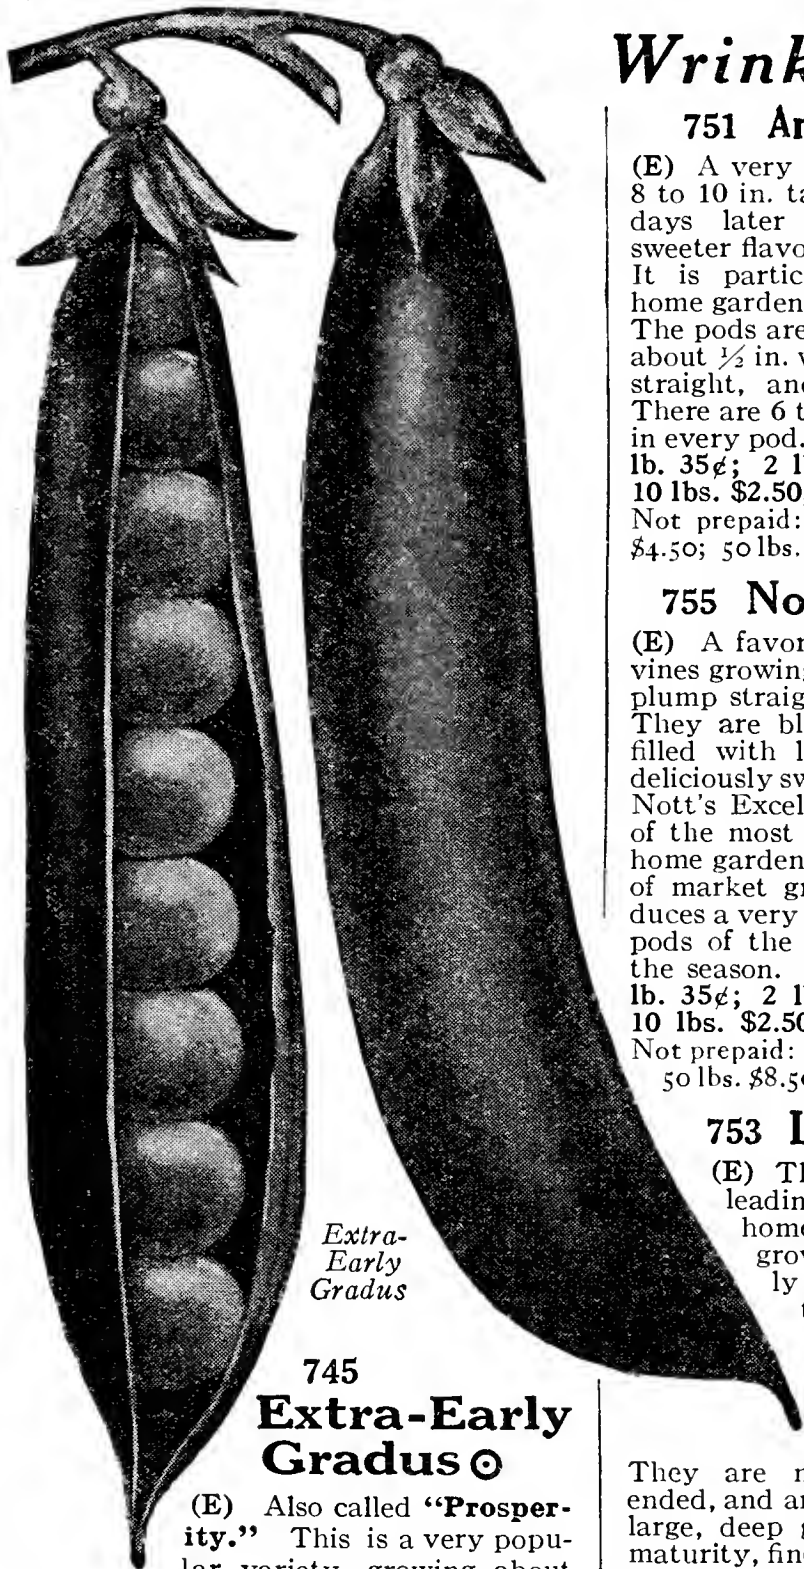 Wrink
Extra-
Early
Gradus
745
Extra-Early
Gradus ⊙
(E) Also called “Prosper-
ity.” This is a very popu-
lar variety, growing about
751 Ar
(E) A very
8 to 10 in. ta
days later
sweeter flavo
It is partic
home garden
The pods are
about ½ in. w
straight, and
There are 6 t
in every pod.
lb. 35¢; 2 l
10 lbs. $2.50
Not prepaid:
$4.50; 50 lbs.
755 No
(E) A favor
vines growing
plump straig
They are bl
filled with l
deliciously sw
Nott's Excel
of the most
home garden
of market gr
duces a very
pods of the
the season.
lb. 35¢; 2 l
10 lbs. $2.50
Not prepaid:
50 lbs. $8.50
753 L
(E) Th
leadin
home
grov
ly
t
They are n
ended, and ar
large, deep g
maturity, fine